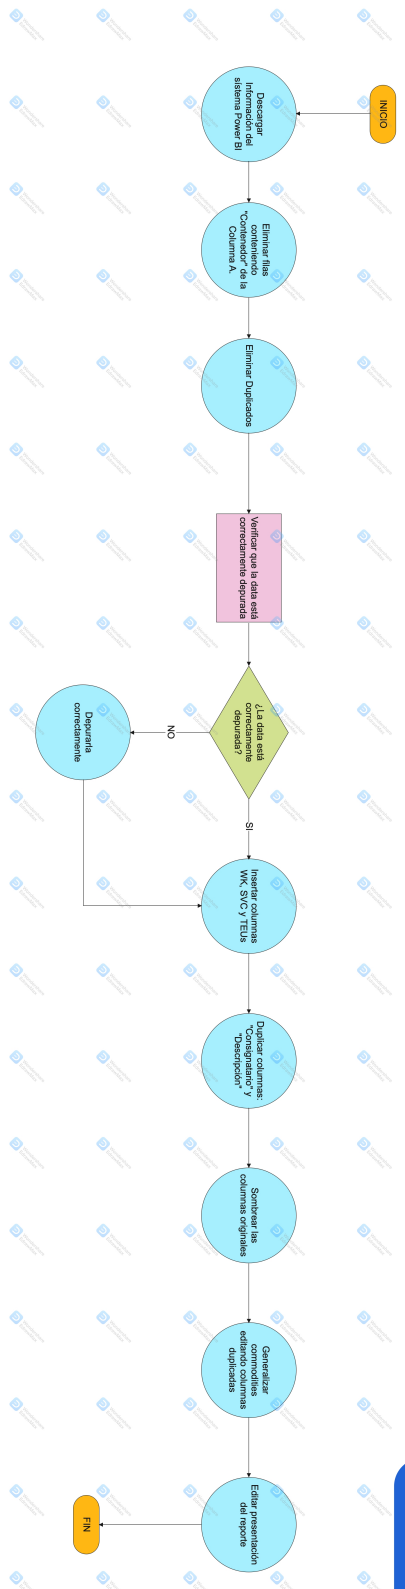 INICIO
Descargar
Información del
sistema Power BI
Eliminar filas
conteniendo
"Contenedor" de la
Columna A.
Eliminar Duplicados
Verificar que la data está
correctamente depurada
¿La data está
correctamente
depurada?
NO
Depurarla
correctamente
SI
Insertar columnas
WK, SVC y TEUs
Duplicar columnas:
"Consignatario" y
"Descripción"
Sombrear las
columnas originales
Generalizar
commodities
editando columnas
duplicadas
Editar presentación
del reporte
FIN